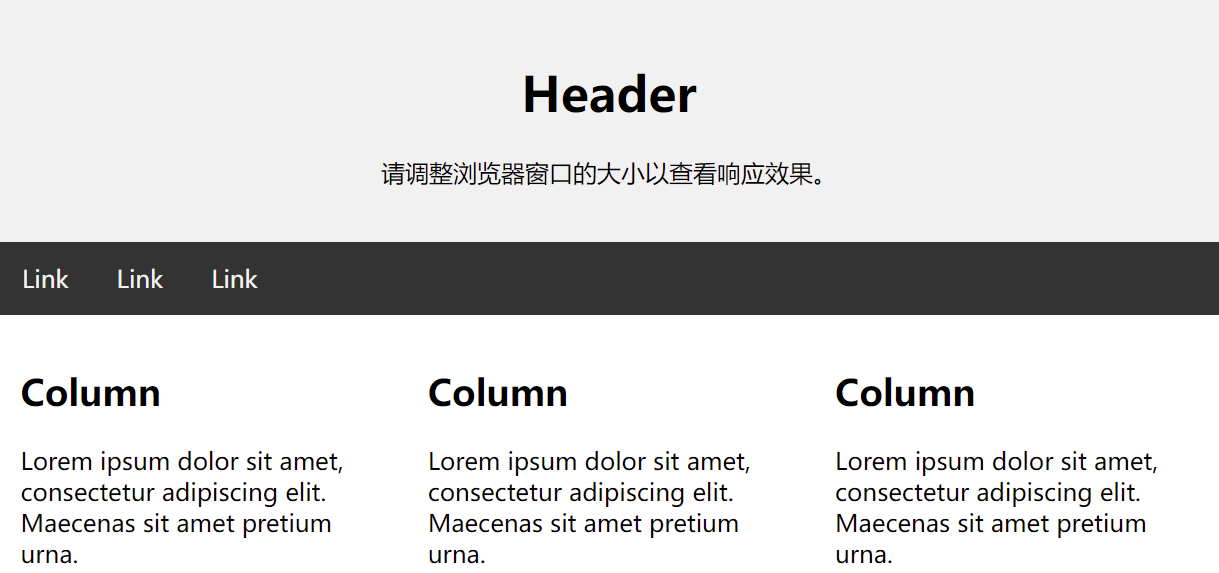 Header
请调整浏览器窗口的大小以查看响应效果。
Link Link Link
Column
Lorem ipsum dolor sit amet,
consectetur adipiscing elit.
Maecenas sit amet pretium
urna.
Column
Lorem ipsum dolor sit amet,
consectetur adipiscing elit.
Maecenas sit amet pretium
urna.
Column
Lorem ipsum dolor sit amet,
consectetur adipiscing elit.
Maecenas sit amet pretium
urna.